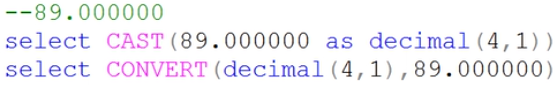 --89.000000
select CAST(89.000000 as decimal(4,1))
select CONVERT(decimal(4,1),89.000000)